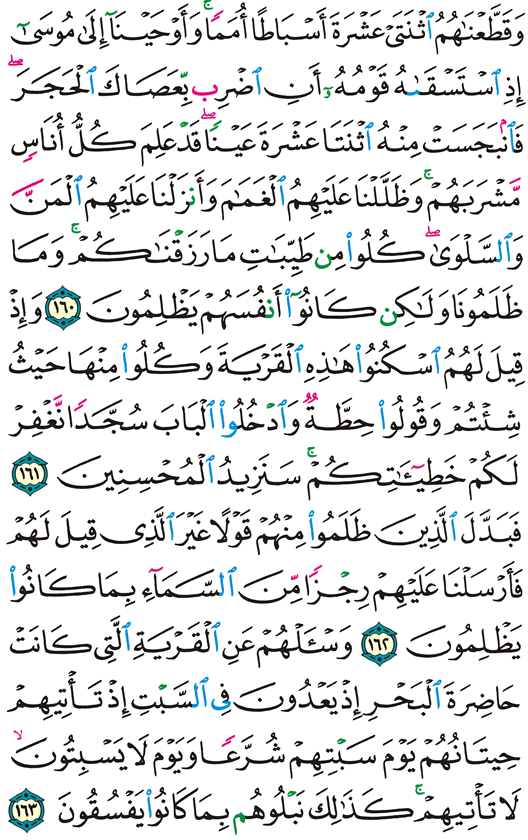 وَقَطَّعْنَٰهُمُ ٱثْنَتَىْ عَشْرَةَ أَسْبَاطًا أُمَمًا ۚ وَأَوْحَيْنَآ إِلَىٰ مُوسَىٰٓ
إِذِ ٱسْتَسْقَىٰهُ قَوْمُهُۥٓ أَنِ ٱضْرِب بِّعَصَاكَ ٱلْحَجَرَ ۖ
فَٱنۢبَجَسَتْ مِنْهُ ٱثْنَتَا عَشْرَةَ عَيْنًا ۖ قَدْ عَلِمَ كُلُّ أُنَاسٍ
مَّشْرَبَهُمْ ۚ وَظَلَّلْنَا عَلَيْهِمُ ٱلْغَمَٰمَ وَأَنزَلْنَا عَلَيْهِمُ ٱلْمَنَّ
وَٱلسَّلْوَىٰ ۖ كُلُوا۟ مِن طَيِّبَٰتِ مَا رَزَقْنَٰكُمْ ۚ وَمَا
ظَلَمُونَا وَلَٰكِن كَانُوٓا۟ أَنفُسَهُمْ يَظْلِمُونَ ١٦٠ وَإِذْ
قِيلَ لَهُمُ ٱسْكُنُوا۟ هَٰذِهِ ٱلْقَرْيَةَ وَكُلُوا۟ مِنْهَا حَيْثُ
شِئْتُمْ وَقُولُوا۟ حِطَّةٌ وَٱدْخُلُوا۟ ٱلْبَابَ سُجَّدًا نَّغْفِرْ
لَكُمْ خَطِيٓـَٰٔتِكُمْ ۚ سَنَزِيدُ ٱلْمُحْسِنِينَ ١٦١
فَبَدَّلَ ٱلَّذِينَ ظَلَمُوا۟ مِنْهُمْ قَوْلًا غَيْرَ ٱلَّذِى قِيلَ لَهُمْ
فَأَرْسَلْنَا عَلَيْهِمْ رِجْزًا مِّنَ ٱلسَّمَآءِ بِمَا كَانُوا۟
يَظْلِمُونَ ١٦٢ وَسْـَٔلْهُمْ عَنِ ٱلْقَرْيَةِ ٱلَّتِى كَانَتْ
حَاضِرَةَ ٱلْبَحْرِ إِذْ يَعْدُونَ فِى ٱلسَّبْتِ إِذْ تَأْتِيهِمْ
حِيتَانُهُمْ يَوْمَ سَبْتِهِمْ شُرَّعًا وَيَوْمَ لَا يَسْبِتُونَ ۙ
لَا تَأْتِيهِمْ ۚ كَذَٰلِكَ نَبْلُوهُم بِمَا كَانُوا۟ يَفْسُقُونَ ١٦٣